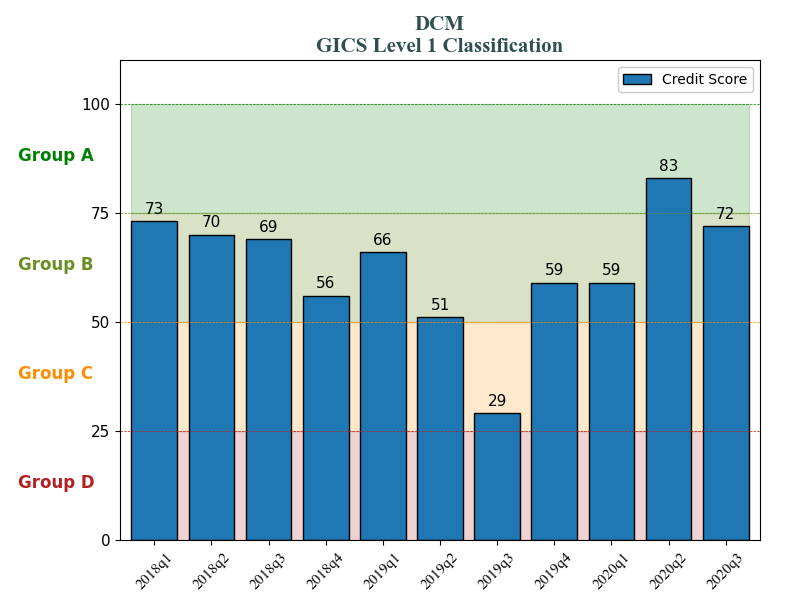 DCM
GICS Level 1 Classification
Credit Score
100
Group A
83
73
72
75
70
69
66
Group B
59
59
56
51
50
Group C
29
25
Group D
0
2018q1 2018q2 2018q3 2018q4 2019q1 2019q2 2019q3 2019q4 2020q1 2020q2 2020q3